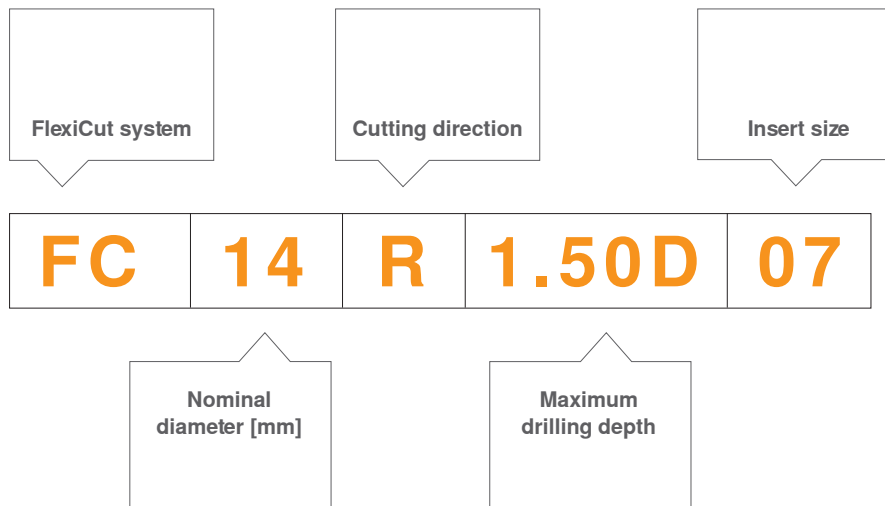 FlexiCut system
Cutting direction
Insert size
FC 14 R 1.50D 07
Nominal
diameter [mm]
Maximum
drilling depth